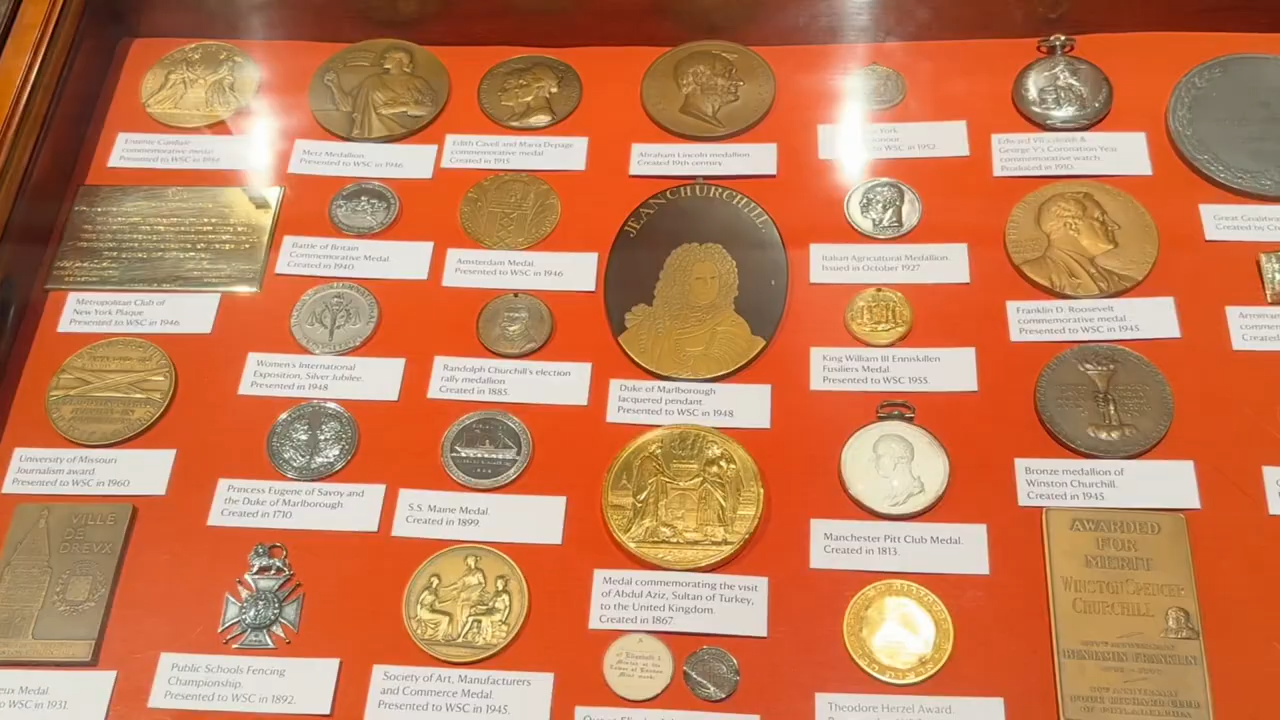 commemorative medal
Presented to WSC in 1946
Metz Medallion.
Presented to WSC in 1946
Edith Cavell and Maria Depage
commemorative medal
Created in 1915
Abraham Lincoln medallion
Created 19th century
York
to WSC in 1952.
George V's Coronation Year
commemorative watch.
Produced in 1910.
Metropolitan Club of
New York Plaque
Presented to WSC in 1946.
Battle of Britain
Commemorative Medal.
Created in 1940.
Amsterdam Medal.
Presented to WSC in 1946
JEAN CHURCHILL
Duke of Marlborough
lacquered pendant.
Presented to WSC in 1948.
Italian Agricultural Medallion.
Issued in October 1927
Franklin D. Roosevelt
commemorative medal .
Presented to WSC in 1945.
Great
Created by
Women's International
Exposition, Silver Jubilee.
Presented in 1948
Randolph Churchill's election
rally medallion
Created in 1885.
King William III Enniskillen
Fusiliers Medal.
Presented to WSC 1955.
University of Missouri
Journalism award
Presented to WSC in 1960
Princess Eugene of Savoy and
the Duke of Marlborough
Created in 1710.
S.S. Maine Medal.
Created in 1899.
Medal commemorating the visit
of Abdul Aziz, Sultan of Turkey,
to the United Kingdom.
Created in 1867.
Manchester Pitt Club Medal.
Created in 1813.
Bronze medallion of
Winston Churchill.
Created in 1945.
VILLE
DE
DREVX
AWARDED
FOR
MERIT
WINSTON SPENCER
CHURCHILL
BENJAMIN FRANKLIN
eux Medal.
to WSC in 1931.
Public Schools Fencing
Championship.
Presented to WSC in 1892.
Society of Art, Manufacturers
and Commerce Medal.
Presented to WSC in 1945.
of Elizabeth I
Theodore Herzel Award.